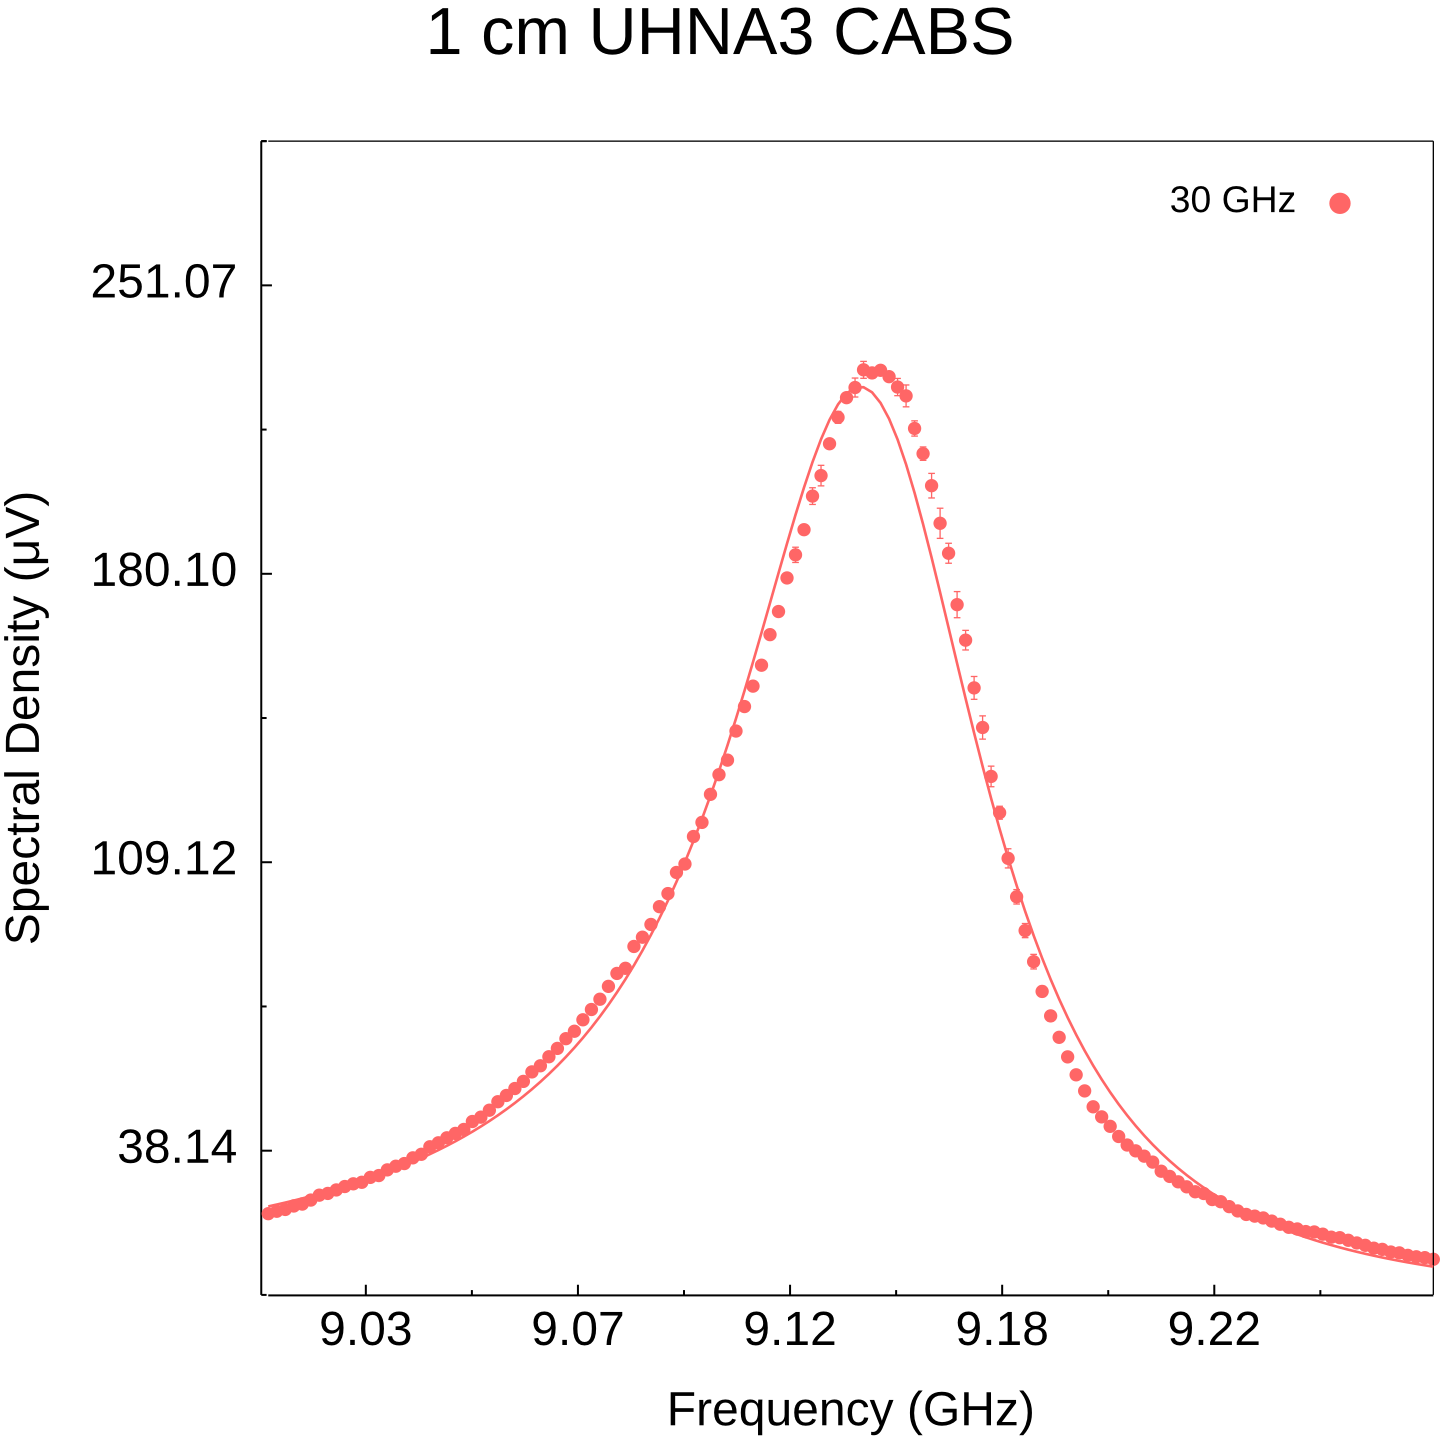 1 cm UHNA3 CABS
30 GHz
251.07
180.10
109.12
38.14
Spectral Density (μV)
9.03 9.07 9.12 9.18 9.22
Frequency (GHz)